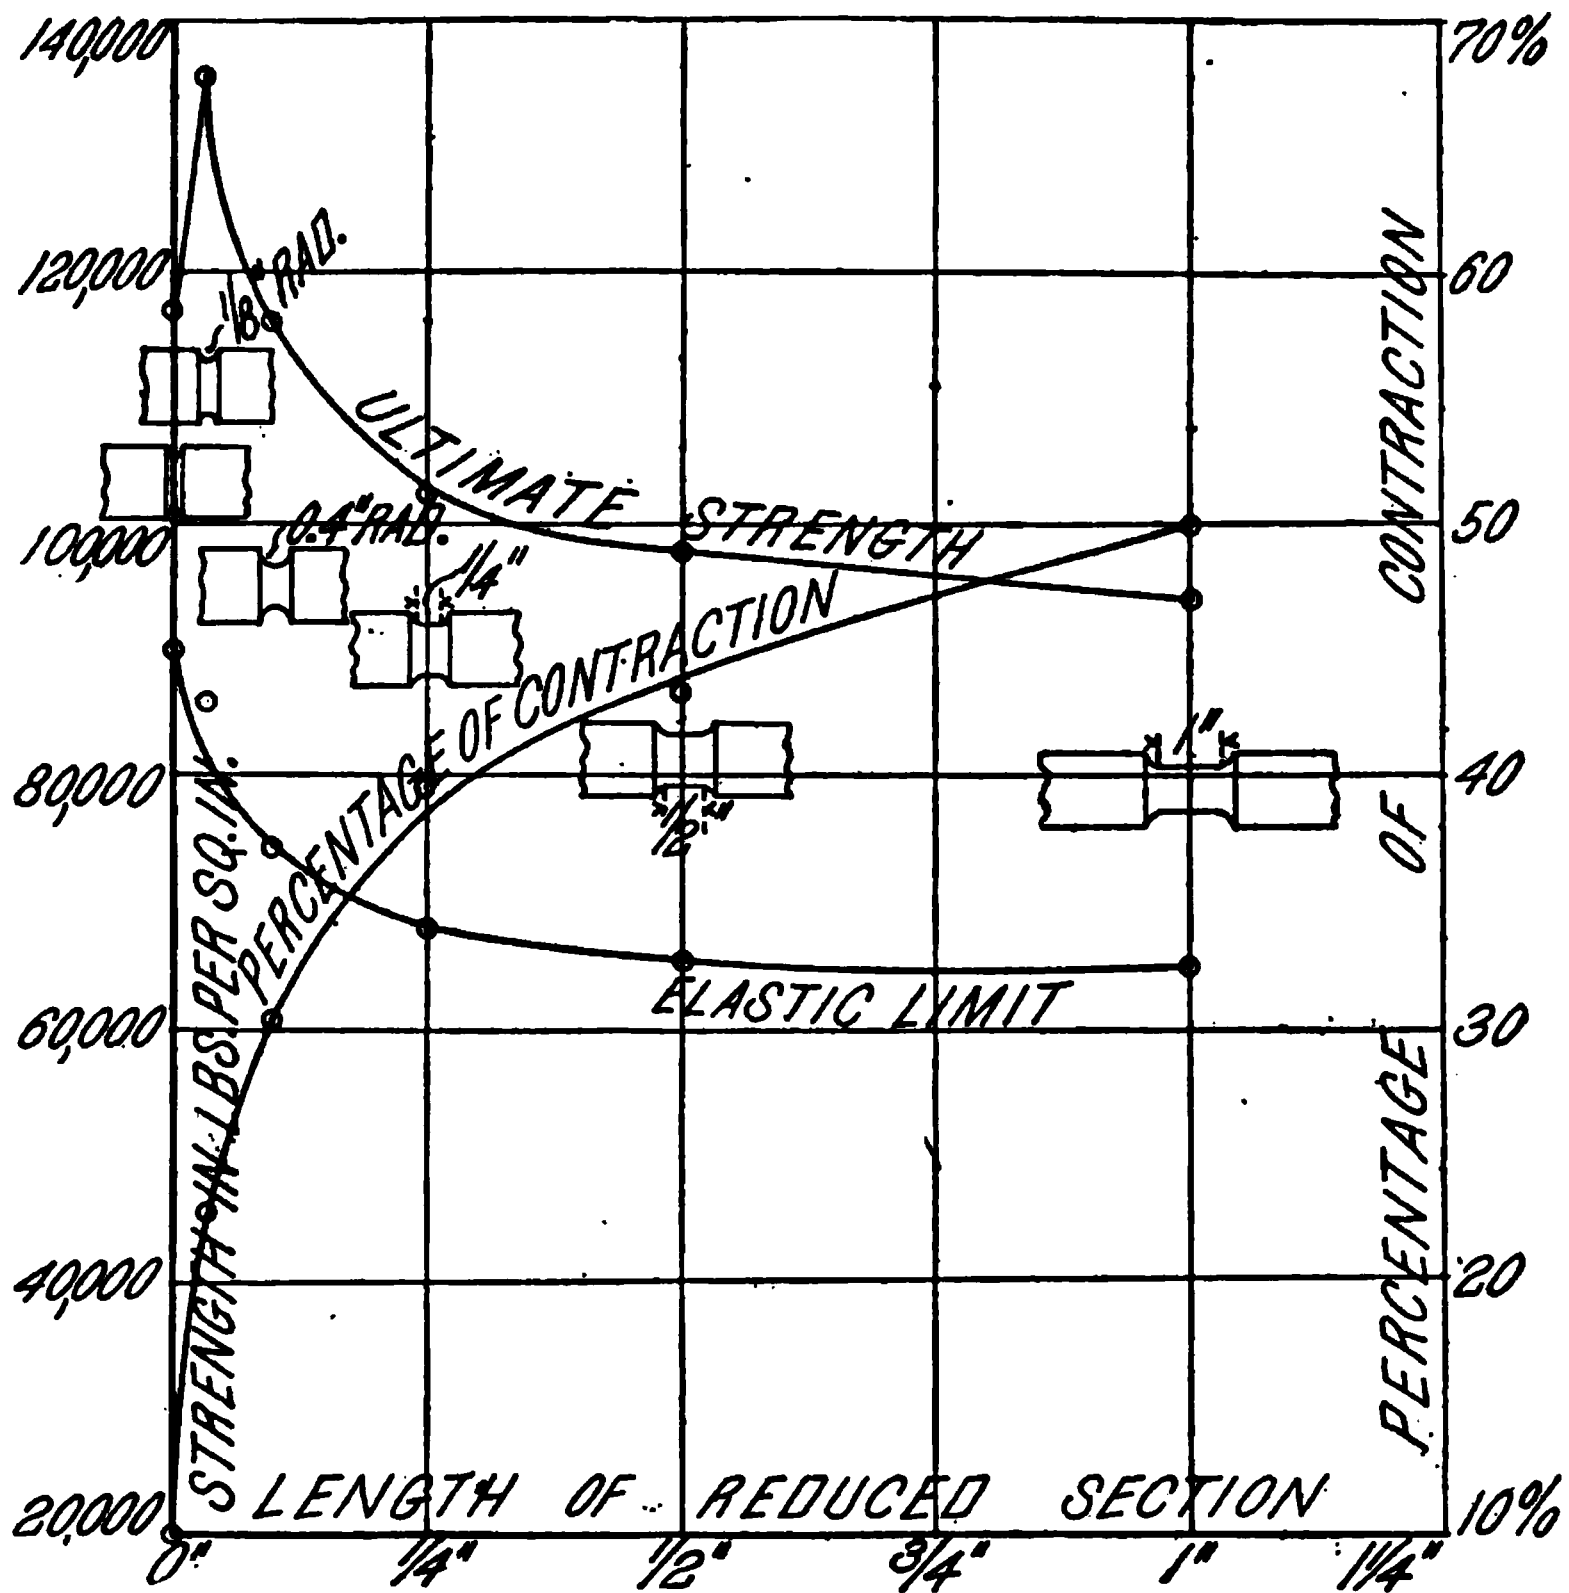 140,000
120,000
100,000
80,000
60,000
40,000
20,000
70%
60
50
40
30
20
10%
0"
1/4"
1/2"
3/4"
1"
1 1/4"
STRENGTH IN LBS. PER SQ. IN.
LENGTH OF REDUCED SECTION
PERCENTAGE OF CONTRACTION
1/8" RAD.
0.4" RAD.
1/4"
1/2"
1"
ULTIMATE STRENGTH
PERCENTAGE OF CONTRACTION
ELASTIC LIMIT